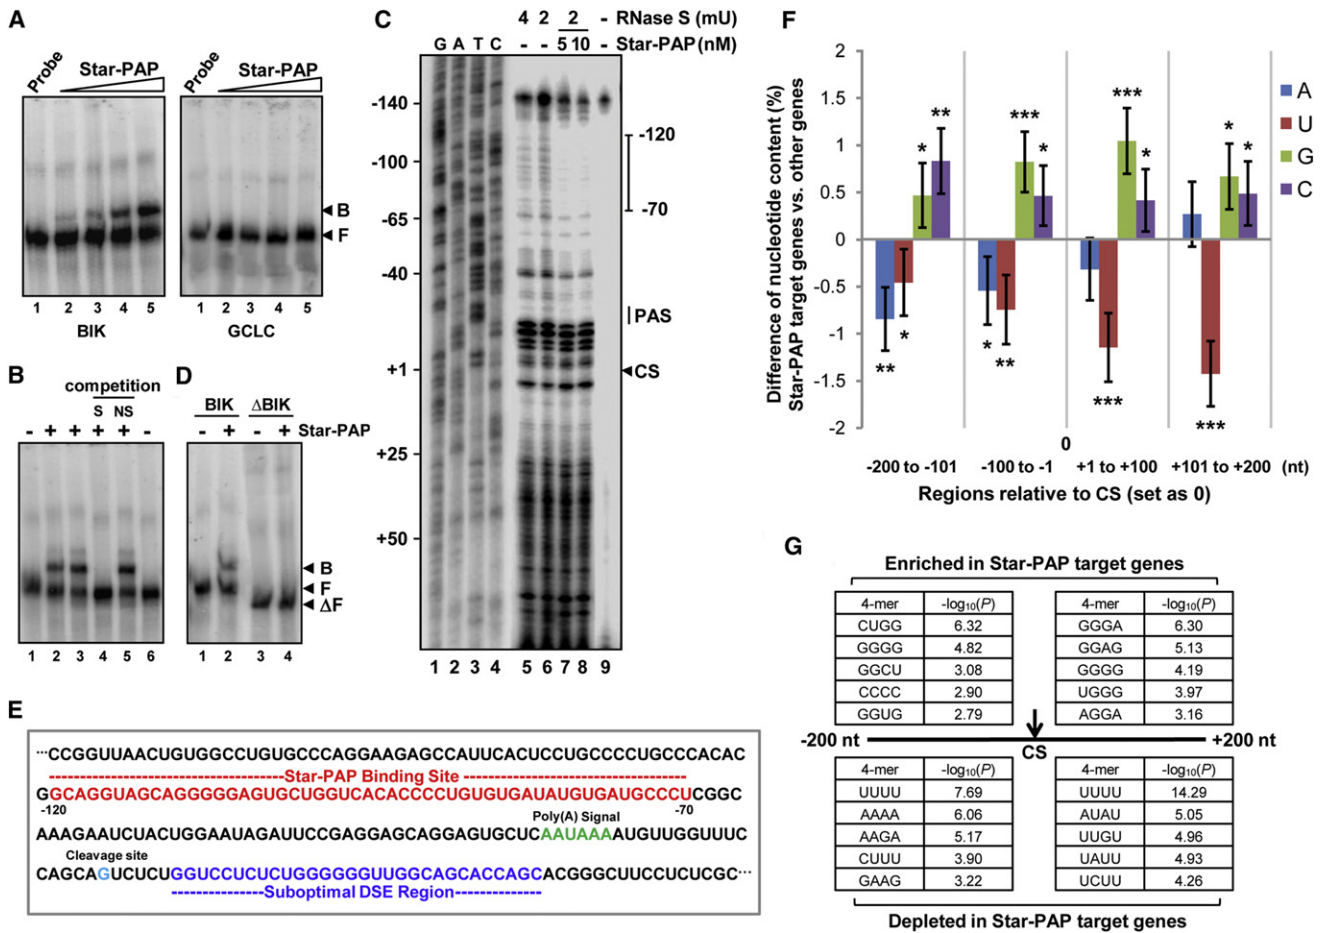 A
Probe
Star-PAP
Probe
Star-PAP
B
F
1 2 3 4 5
1 2 3 4 5
BIK
GCLC
B
competition
S NS
- + + + + -
B
F
ΔF
1 2 3 4 5 6
D
BIK ΔBIK
- + - + Star-PAP
1 2 3 4
C
4 2 2 - RNase S (mU)
G A T C - - 5 10 - Star-PAP (nM)
-140
-100
-65
-40
+1
+25
+50
-120
-70
PAS
CS
1 2 3 4 5 6 7 8 9
E
···CCGGUUAACUGUGGCCUGUGCCCAGGAAGAGCCAUUCACUCCUGCCCCUGCCCACAC
Star-PAP Binding Site
GGCAGGUAGCAGGGGGAGUGCUGGUCACACCCCUGUGUGAUAUGUGAUGCCCUCGGC
-120 -70
Poly(A) Signal
AAAGAAUCUACUGGAAUAGAUUCCGAGGAGCAGGAGUGCUCAAUAAAAUGUUGGUUUC
Cleavage site
CAGCAGUCUCUGGUCCUCUCUGGGGGGUUGGCAGCACCAGCACGGGCUUCCUCUCGC···
Suboptimal DSE Region
F
Difference of nucleotide content (%)
Star-PAP target genes vs. other genes
2
1.5
1
0.5
0
-0.5
-1
-1.5
-2
* ** *** * *** * * *
** * * ** *** ***
A
U
G
C
0
-200 to -101 -100 to -1 +1 to +100 +101 to +200 (nt)
Regions relative to CS (set as 0)
G
Enriched in Star-PAP target genes
4-mer -log₁₀(P) 4-mer -log₁₀(P)
CUGG 6.32 GGGA 6.30
GGGG 4.82 GGAG 5.13
GGCU 3.08 GGGG 4.19
CCCC 2.90 UGGG 3.97
GGUG 2.79 AGGA 3.16
-200 nt CS +200 nt
4-mer -log₁₀(P) 4-mer -log₁₀(P)
UUUU 7.69 UUUU 14.29
AAAA 6.06 AUAU 5.05
AAGA 5.17 UUGU 4.96
CUUU 3.90 UAUU 4.93
GAAG 3.22 UCUU 4.26
Depleted in Star-PAP target genes